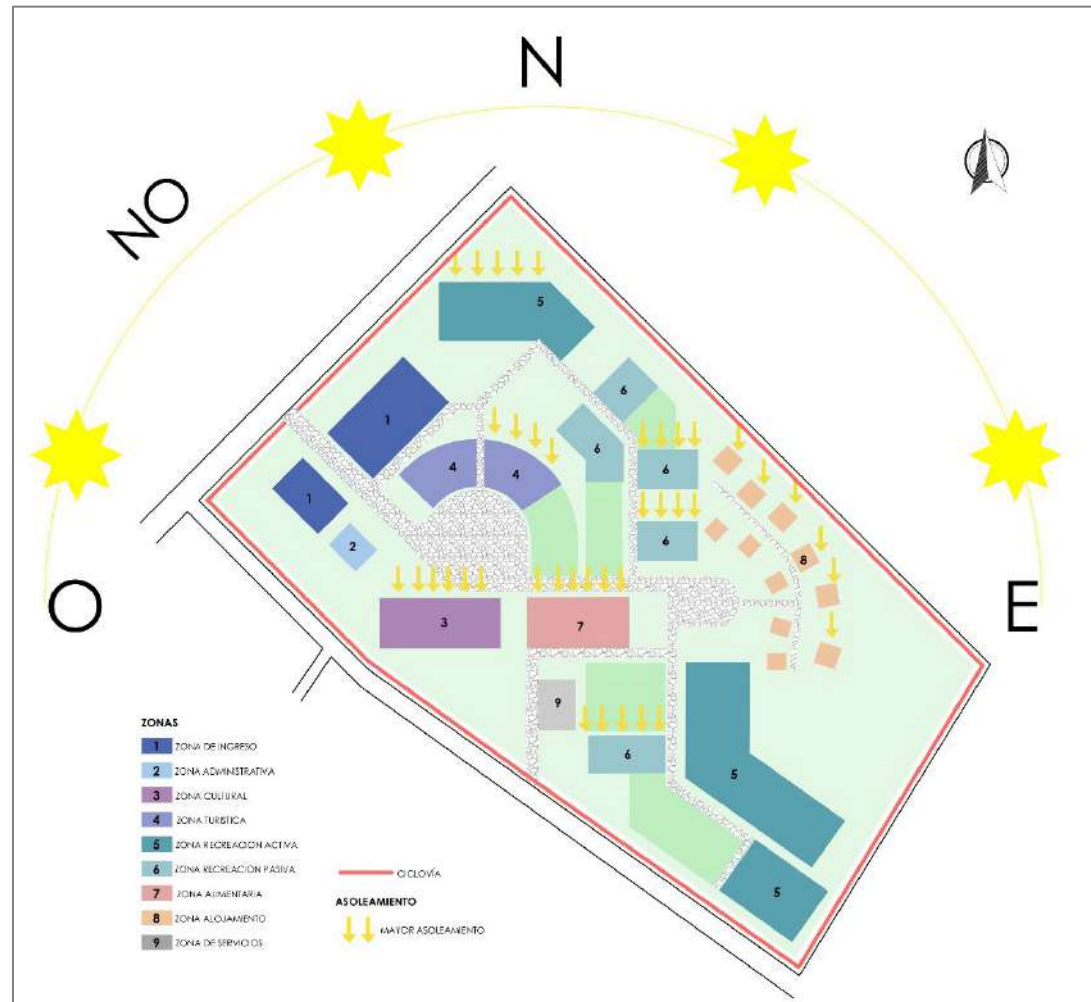 N
NO
O
E
5
1
6
4
4
6
6
1
6
2
8
3
7
9
6
5
5
ZONAS
1 ZONA DE INGRESO
2 ZONA ADMINISTRATIVA
3 ZONA CULTURAL
4 ZONA TURISTICA
5 ZONA RECREACION ACTIVA
6 ZONA RECREACION PASIVA
7 ZONA ALIMENTARIA
8 ZONA ALOJAMIENTO
9 ZONA DE SERVICIOS
CICLOVÍA
ASOLEAMIENTO
MAYOR ASOLEAMIENTO